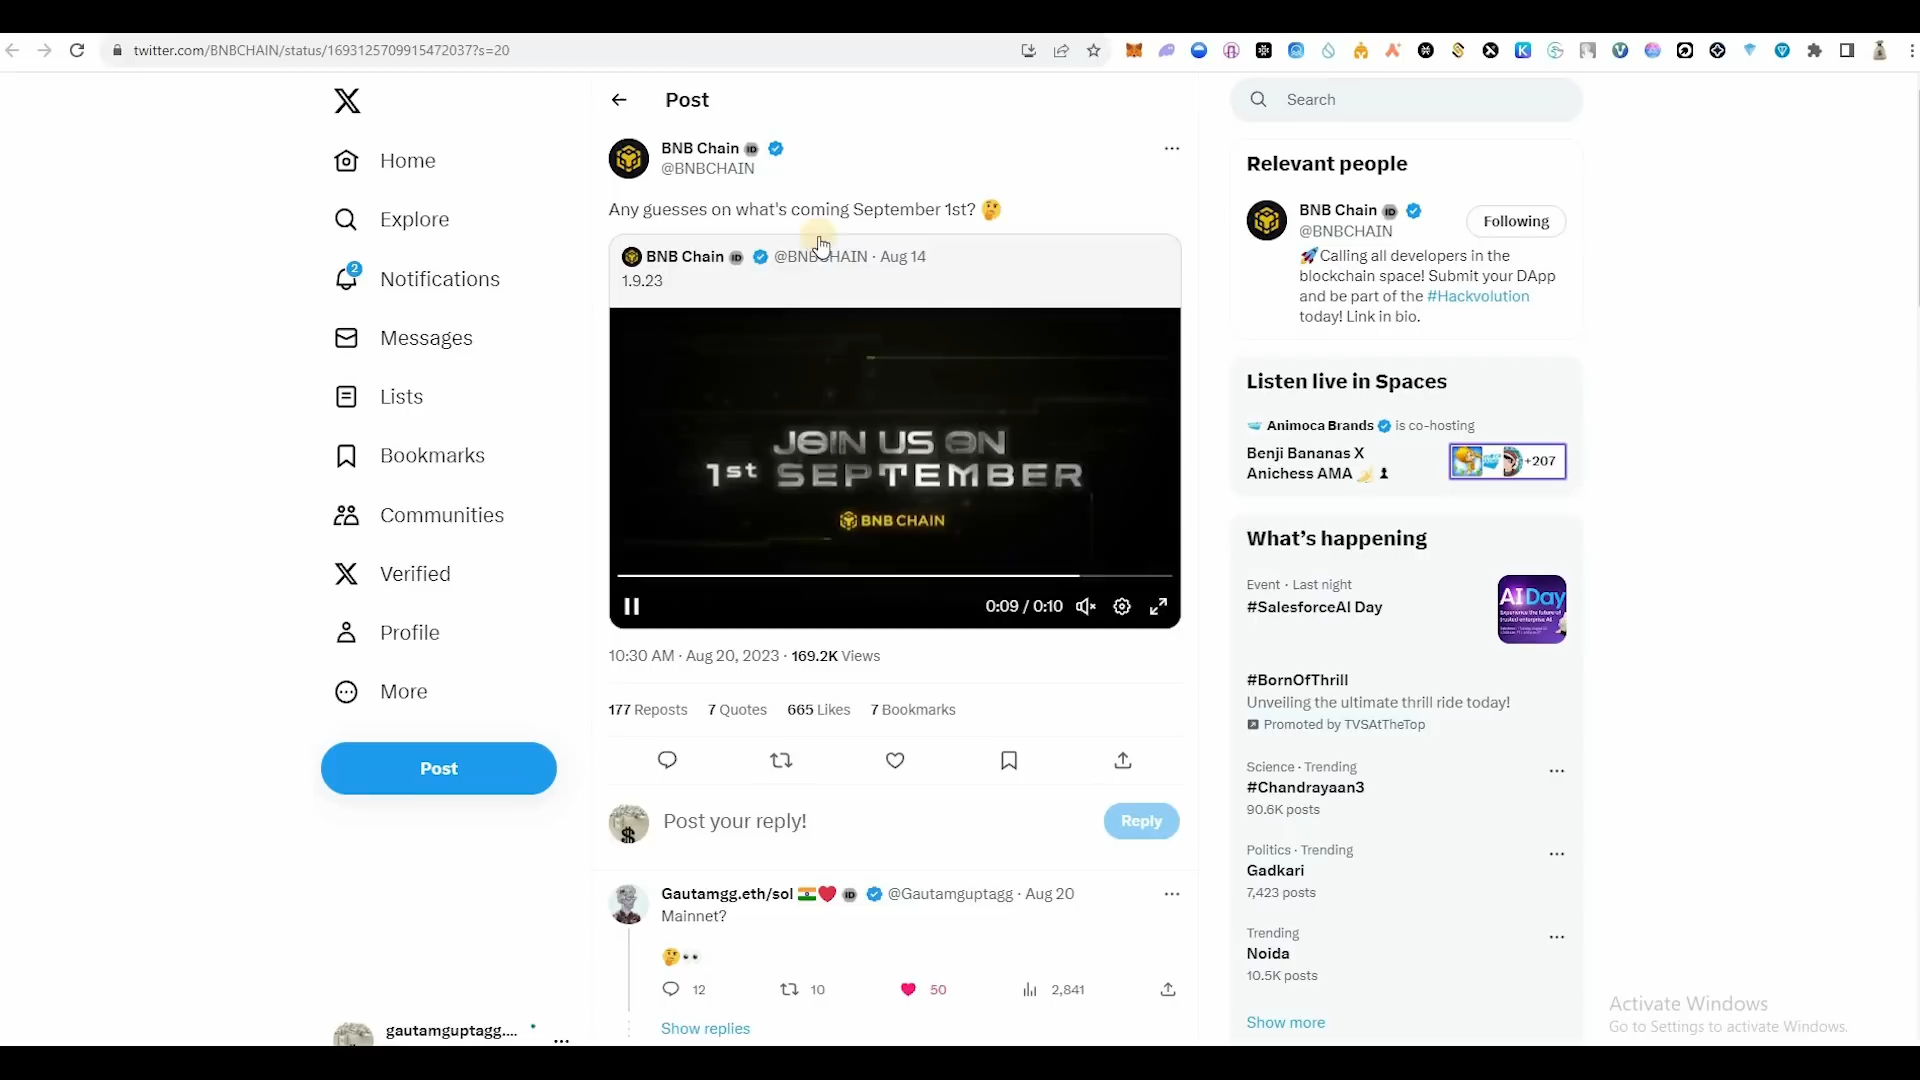 twitter.com/BNBCHAIN/status/1693125709915472037?s=20
Home
Explore
2
Notifications
Messages
Lists
Bookmarks
Communities
Verified
Profile
More
Post
gautamguptagg....
Post
BNB Chain
@BNBCHAIN
Any guesses on what's coming September 1st? 🤔
BNB Chain @BNBCHAIN · Aug 14
1.9.23
JOIN US ON
1st SEPTEMBER
BNB CHAIN
0:09 / 0:10
10:30 AM · Aug 20, 2023 · 169.2K Views
177 Reposts 7 Quotes 665 Likes 7 Bookmarks
Post your reply!
Reply
Gautamgg.eth/sol 🇮🇳❤️ @Gautamguptagg · Aug 20
Mainnet?
🤔👀
12 10 50 2,841
Show replies
Search
Relevant people
BNB Chain
@BNBCHAIN
Following
🚀Calling all developers in the
blockchain space! Submit your DApp
and be part of the #Hackvolution
today! Link in bio.
Listen live in Spaces
Animoca Brands is co-hosting
Benji Bananas X
Anichess AMA 🍌♟
+207
What's happening
Event · Last night
#SalesforceAI Day
AI Day
#BornOfThrill
Unveiling the ultimate thrill ride today!
Promoted by TVSAtTheTop
Science · Trending
#Chandrayaan3
90.6K posts
Politics · Trending
Gadkari
7,423 posts
Trending
Noida
10.5K posts
Show more
Activate Windows
Go to Settings to activate Windows.